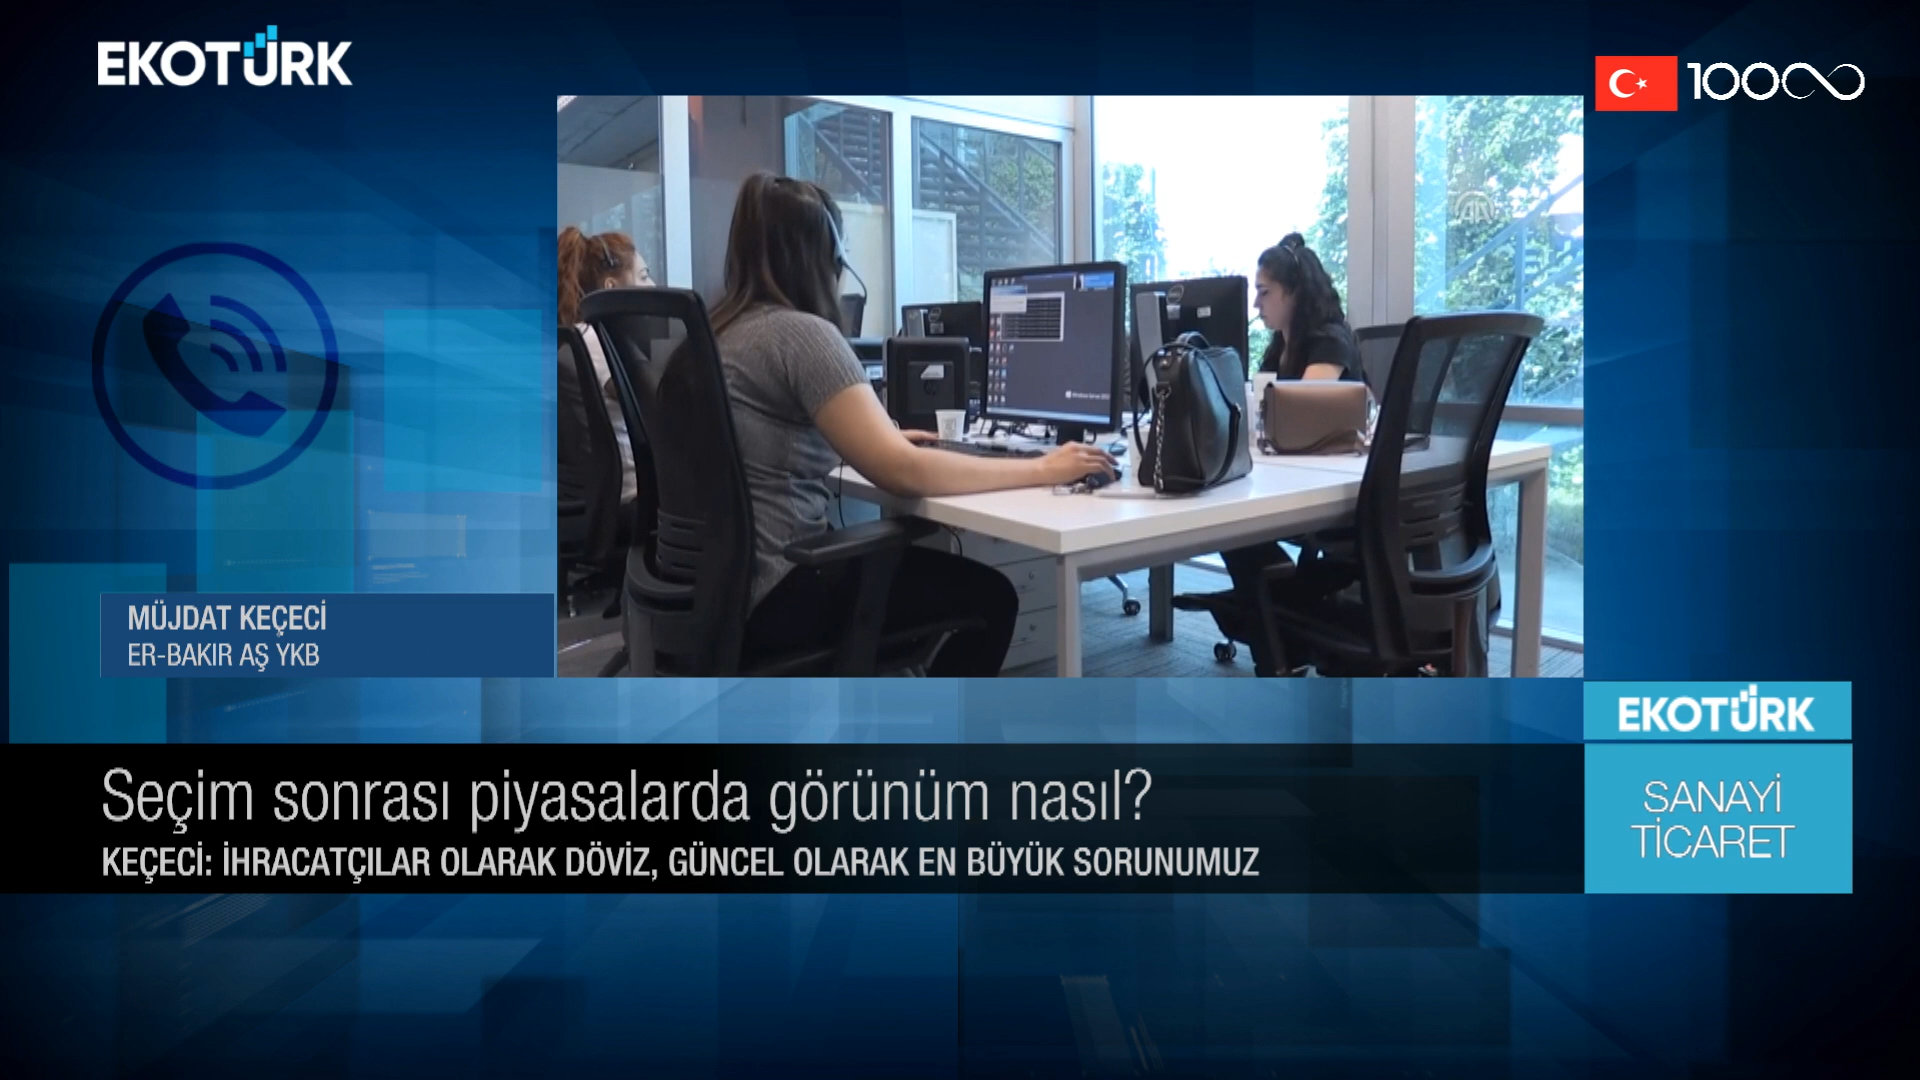 EKOTÜRK
100
MÜJDAT KEÇECİ
ER-BAKIR AŞ YKB
EKOTÜRK
Seçim sonrası piyasalarda görünüm nasıl?
KEÇECİ: İHRACATÇILAR OLARAK DÖVİZ, GÜNCEL OLARAK EN BÜYÜK SORUNUMUZ
SANAYİ
TİCARET